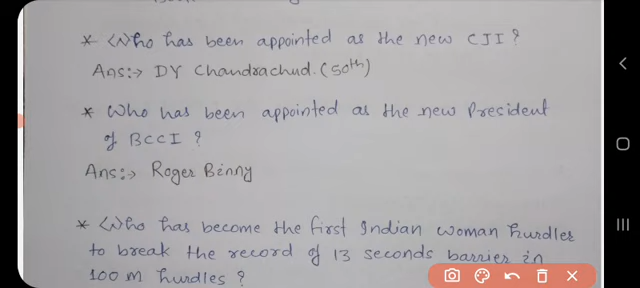 * Who has been appointed as the new CJI ?
Ans:→ DY Chandrachud. (50th)
* Who has been appointed as the new President
of BCCI ?
Ans:→ Roger Binny
* Who has become the first Indian woman hurdler
to break the record of 13 seconds barrier in
100 m hurdles ?